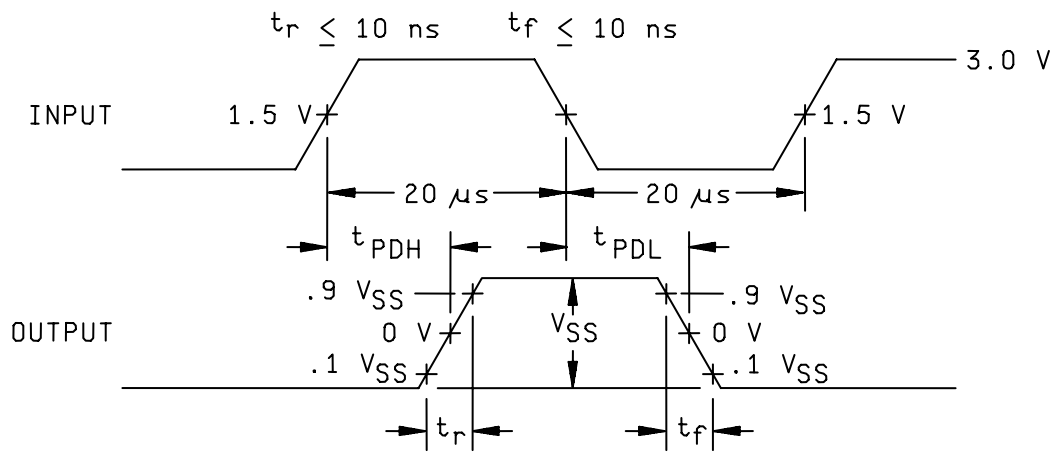 tr ≤ 10 ns tf ≤ 10 ns
3.0 V
INPUT 1.5 V 1.5 V
20 μs 20 μs
tPDH tPDL
.9 VSS .9 VSS
OUTPUT 0 V VSS 0 V
.1 VSS .1 VSS
tr tf